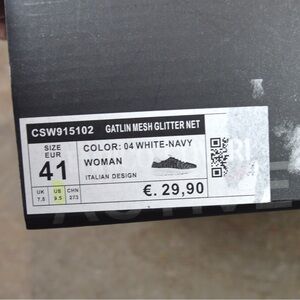 CSW915102 GATLIN MESH GLITTER NET
SIZE
EUR
41
COLOR: 04 WHITE-NAVY
WOMAN
ITALIAN DESIGN
UK US CHN
7.5 9.5 273
€. 29,90